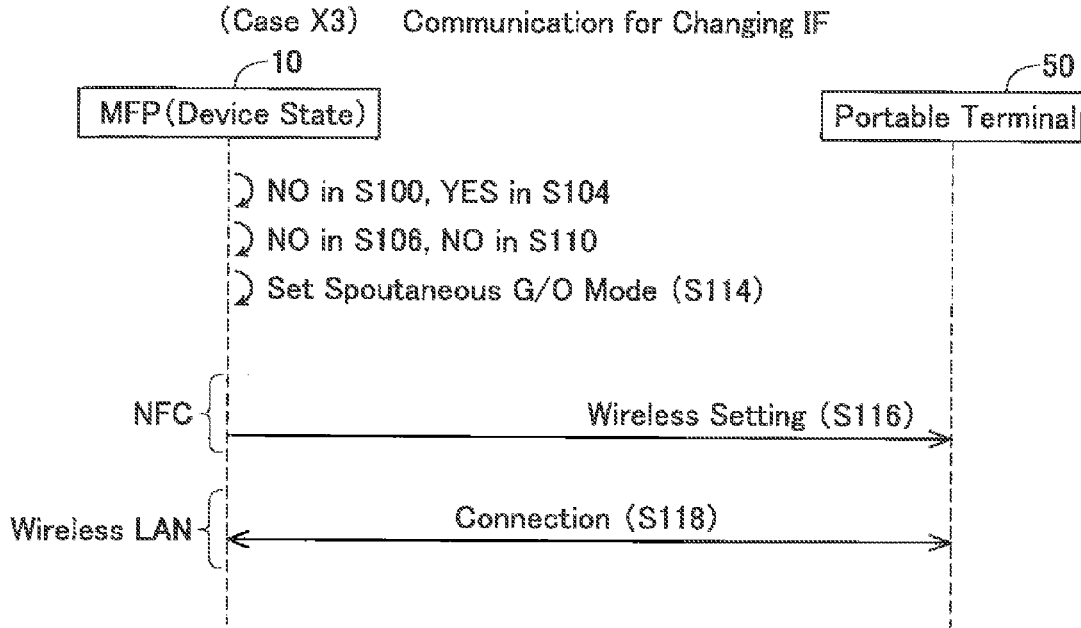 (Case X3) Communication for Changing IF
10
50
MFP(Device State)
Portable Terminal
NO in S100, YES in S104
NO in S106, NO in S110
Set Spoutaneous G/O Mode (S114)
NFC
Wireless Setting (S116)
Wireless LAN
Connection (S118)